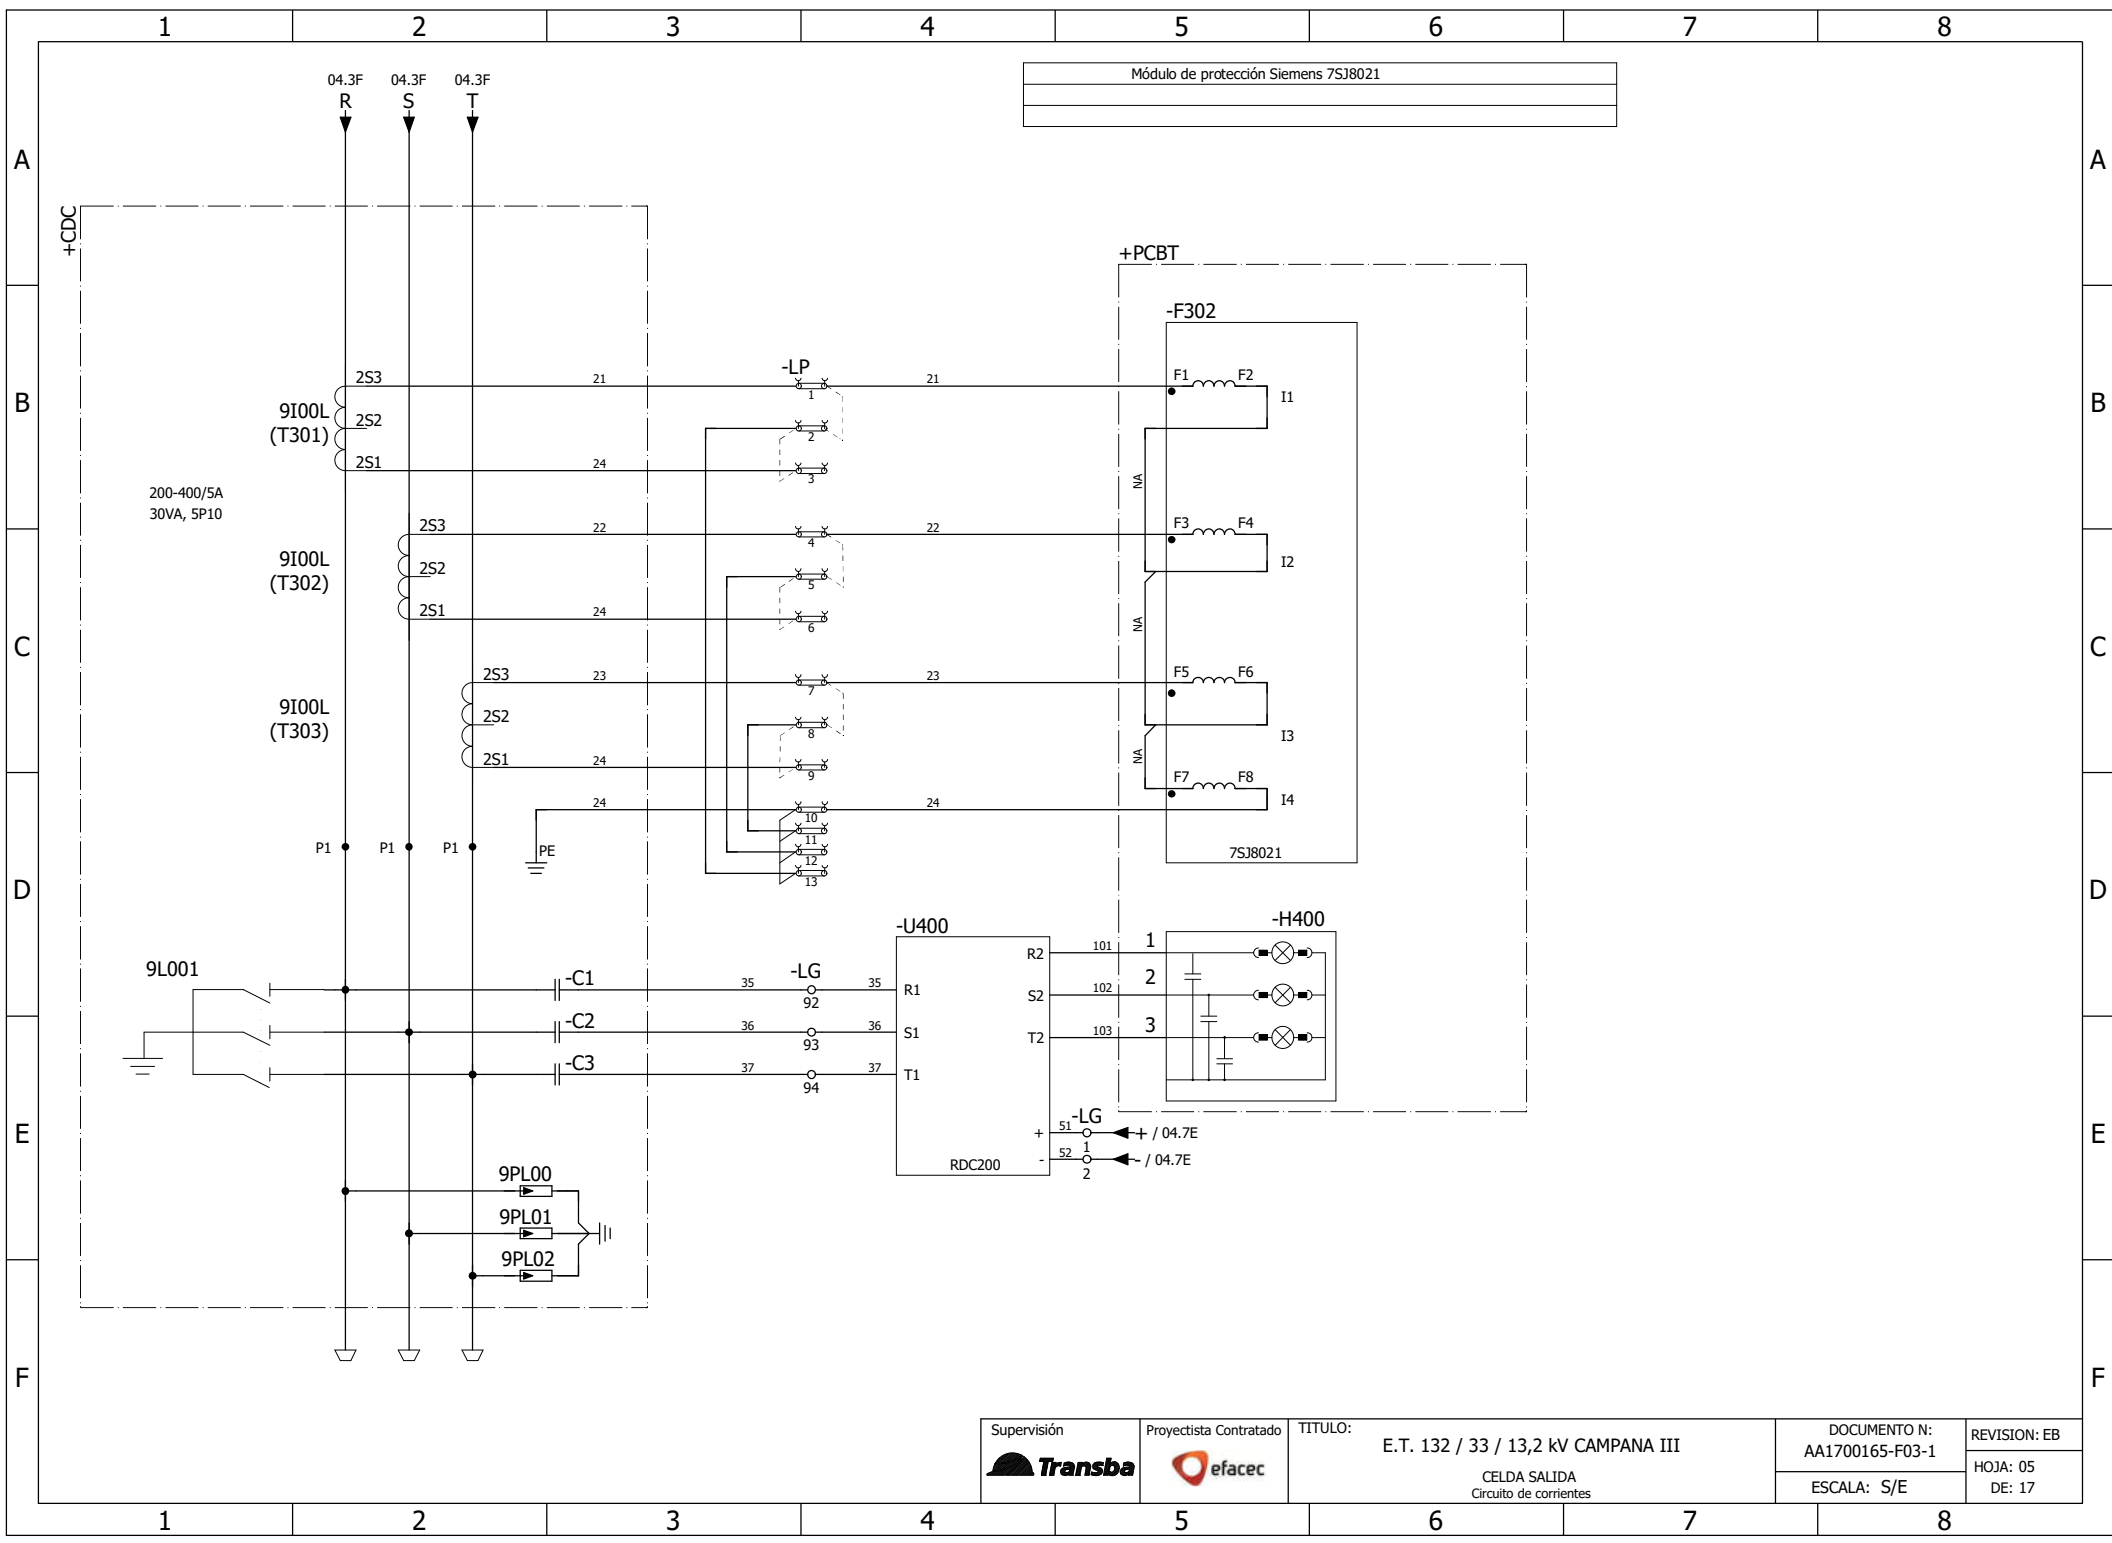 1 2 3 4 5 6 7 8
04.3F 04.3F 04.3F
R S T
Módulo de protección Siemens 7SJ8021
A A
+CDC
+PCBT
-F302
-LP
2S3 21 1 21 F1 F2
I1
B B
9I00L
(T301)
2S2 2
2S1 24 3
NA
200-400/5A
30VA, 5P10
2S3 22 4 22 F3 F4
9I00L
(T302)
2S2 5 I2
2S1 24 6
NA
C C
2S3 23 7 23 F5 F6
9I00L
(T303)
2S2 8 I3
2S1 24 9
NA
F7 F8
24 10 24 I4
11
P1 P1 P1 PE 12 7SJ8021
13
D D
-U400 -H400
R2 101 1
9L001 -C1 35 -LG 35 R1 2
92 S2 102
-C2 36 36 S1 3
93 T2 103
-C3 37 37 T1
94
-LG
E E
+ 51 + / 04.7E
1
RDC200 - 52 - / 04.7E
2
9PL00
9PL01
9PL02
F F
Supervisión
Transba
Proyectista Contratado
efacec
TITULO:
E.T. 132 / 33 / 13,2 kV CAMPANA III
CELDA SALIDA
Circuito de corrientes
DOCUMENTO N:
AA1700165-F03-1
ESCALA: S/E
REVISION: EB
HOJA: 05
DE: 17
1 2 3 4 5 6 7 8